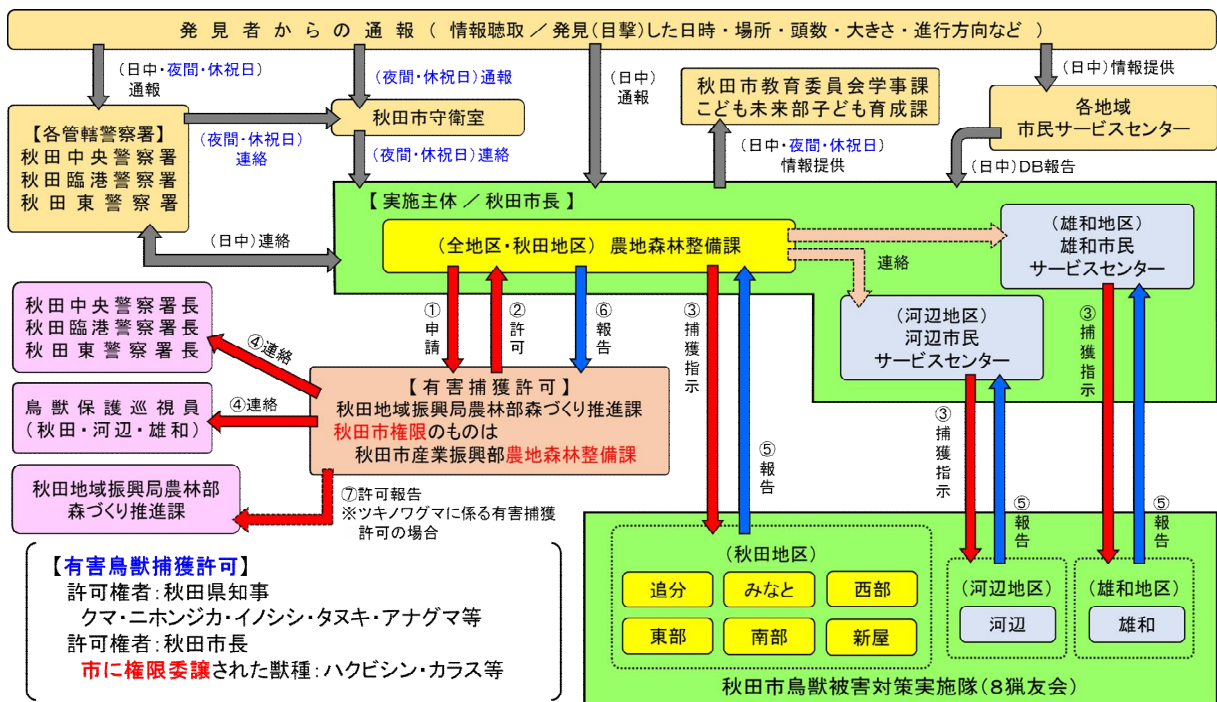 発見者からの通報（情報聴取／発見(目撃)した日時・場所・頭数・大きさ・進行方向など）
(日中・夜間・休祝日)
通報
(夜間・休祝日)通報
(日中)
通報
(日中)情報提供
秋田市教育委員会学事課
こども未来部子ども育成課
各地域
市民サービスセンター
【各管轄警察署】
秋田中央警察署
秋田臨港警察署
秋田東警察署
(夜間・休祝日)
連絡
秋田市守衛室
(夜間・休祝日)連絡
(日中・夜間・休祝日)
情報提供
(日中)DB報告
(日中)連絡
【実施主体／秋田市長】
(全地区・秋田地区) 農地森林整備課
連絡
(雄和地区)
雄和市民
サービスセンター
(河辺地区)
河辺市民
サービスセンター
①申請
②許可
⑥報告
③捕獲指示
⑤報告
③捕獲指示
⑤報告
③捕獲指示
⑤報告
秋田中央警察署長
秋田臨港警察署長
秋田東警察署長
④連絡
鳥獣保護巡視員
(秋田・河辺・雄和)
④連絡
【有害捕獲許可】
秋田地域振興局農林部森づくり推進課
秋田市権限のものは
秋田市産業振興部農地森林整備課
秋田地域振興局農林部
森づくり推進課
⑦許可報告
※ツキノワグマに係る有害捕獲
許可の場合
【有害鳥獣捕獲許可】
許可権者：秋田県知事
クマ・ニホンジカ・イノシシ・タヌキ・アナグマ等
許可権者：秋田市長
市に権限委譲された獣種：ハクビシン・カラス等
(秋田地区)
追分 みなと 西部
東部 南部 新屋
(河辺地区)
河辺
(雄和地区)
雄和
秋田市鳥獣被害対策実施隊(8猟友会)